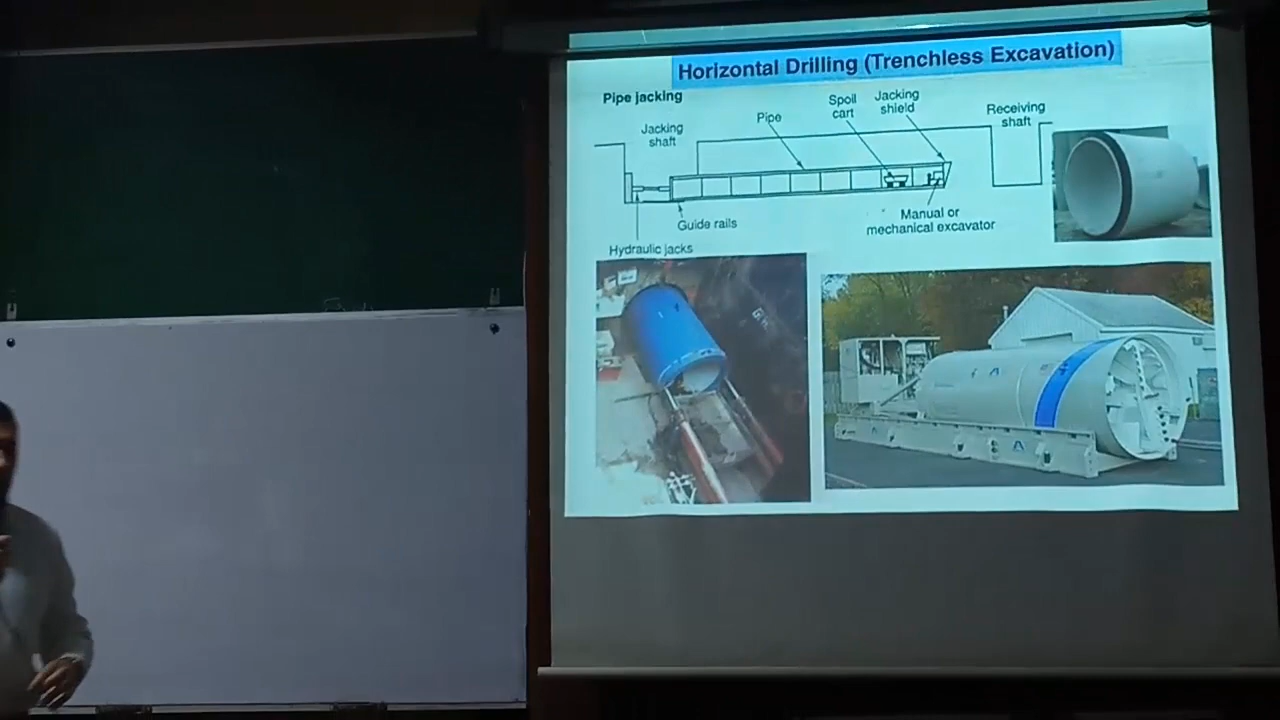 Horizontal Drilling (Trenchless Excavation)
Pipe jacking
Jacking
shaft
Pipe
Spoil
cart
Jacking
shield
Receiving
shaft
Guide rails
Manual or
mechanical excavator
Hydraulic jacks